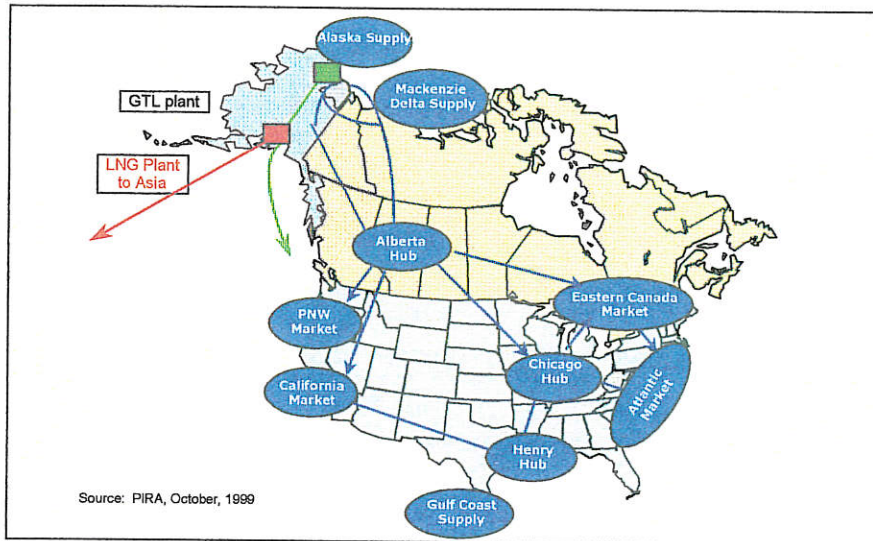 Alaska Supply
GTL plant
Mackenzie
Delta Supply
LNG Plant
to Asia
Alberta
Hub
Eastern Canada
Market
PNW
Market
Chicago
Hub
California
Market
Atlantic
Market
Henry
Hub
Source: PIRA, October, 1999
Gulf Coast
Supply